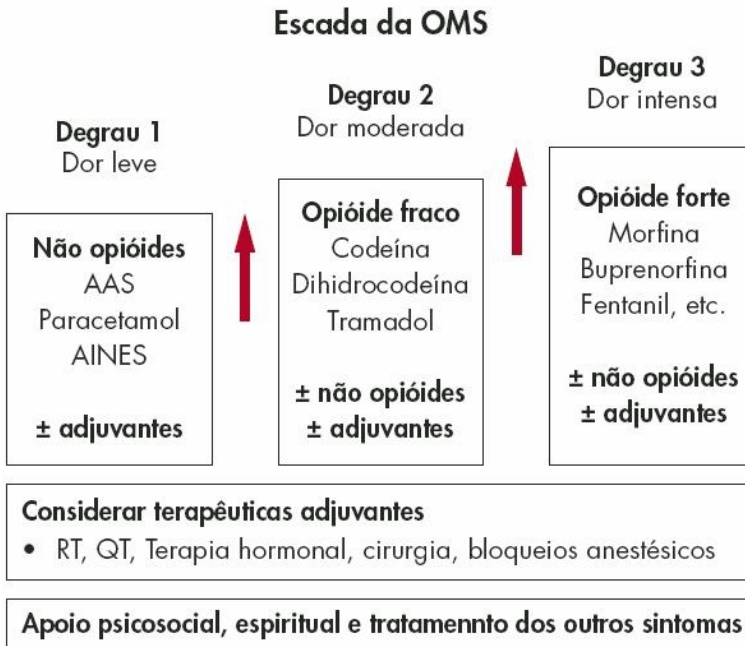 Escada da OMS
Degrau 1
Dor leve
Não opióides
AAS
Paracetamol
AINES
± adjuvantes
Degrau 2
Dor moderada
Opióide fraco
Codeína
Dihidrocodeína
Tramadol
± não opióides
± adjuvantes
Degrau 3
Dor intensa
Opióide forte
Morfina
Buprenorfina
Fentanil, etc.
± não opióides
± adjuvantes
Considerar terapêuticas adjuvantes
• RT, QT, Terapia hormonal, cirurgia, bloqueios anestésicos
Apoio psicosocial, espiritual e tratamennto dos outros sintomas